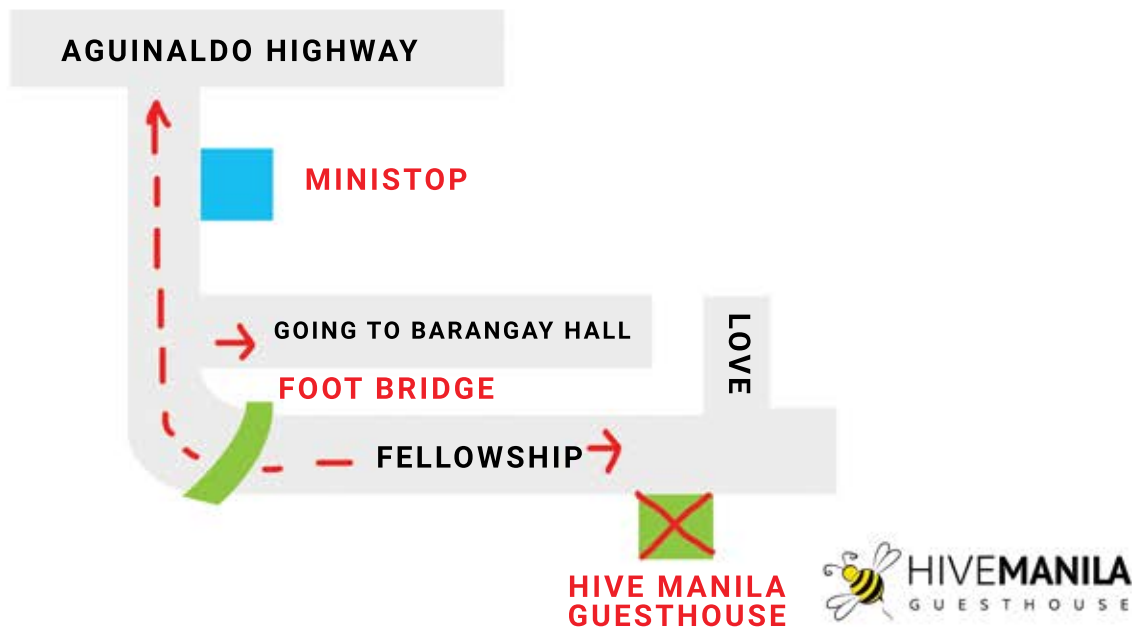 AGUINALDO HIGHWAY
MINISTOP
GOING TO BARANGAY HALL
LOVE
FOOT BRIDGE
FELLOWSHIP
HIVE MANILA
GUESTHOUSE
HIVEMANILA
GUESTHOUSE